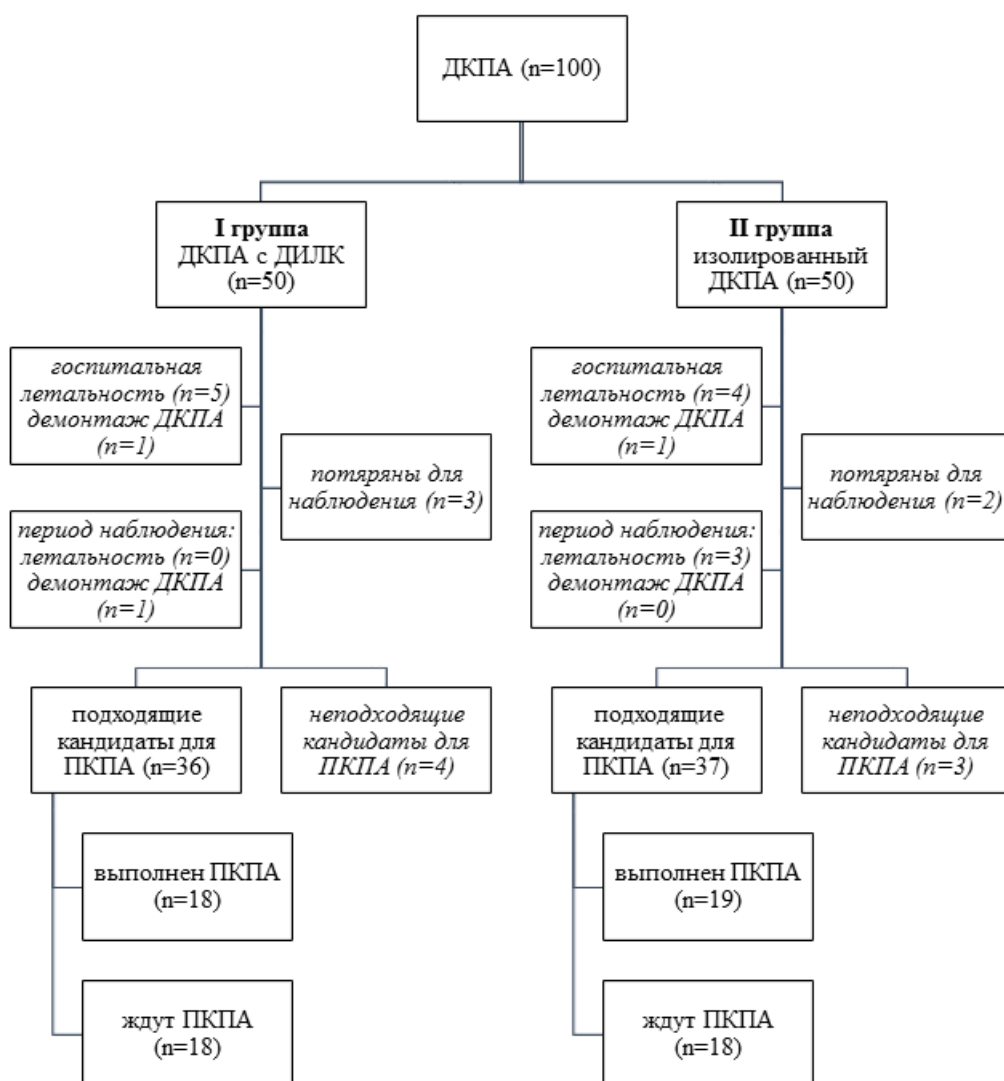 ДКПА (n=100)
I группа
ДКПА с ДИЛК
(n=50)
II группа
изолированный
ДКПА (n=50)
госпитальная
летальность (n=5)
демонтаж ДКПА
(n=1)
потяряны для
наблюдения (n=3)
период наблюдения:
летальность (n=0)
демонтаж ДКПА
(n=1)
госпитальная
летальность (n=4)
демонтаж ДКПА
(n=1)
потяряны для
наблюдения (n=2)
период наблюдения:
летальность (n=3)
демонтаж ДКПА
(n=0)
подходящие
кандидаты для
ПКПА (n=36)
неподходящие
кандидаты для
ПКПА (n=4)
подходящие
кандидаты для
ПКПА (n=37)
неподходящие
кандидаты для
ПКПА (n=3)
выполнен ПКПА
(n=18)
выполнен ПКПА
(n=19)
ждут ПКПА
(n=18)
ждут ПКПА
(n=18)